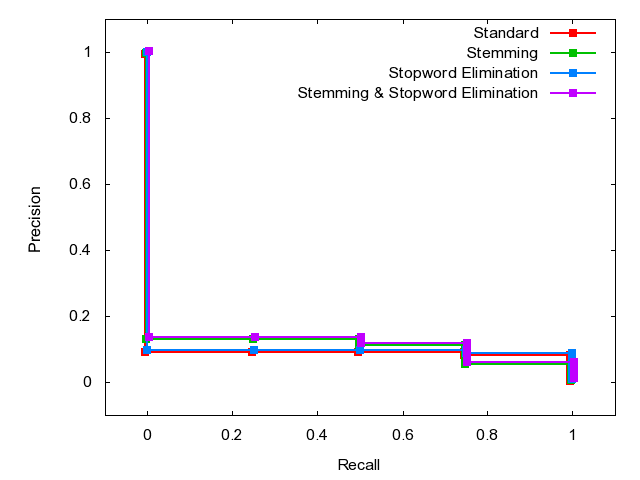 Standard
Stemming
Stopword Elimination
Stemming & Stopword Elimination
1
0.8
0.6
0.4
0.2
0
Precision
0 0.2 0.4 0.6 0.8 1
Recall